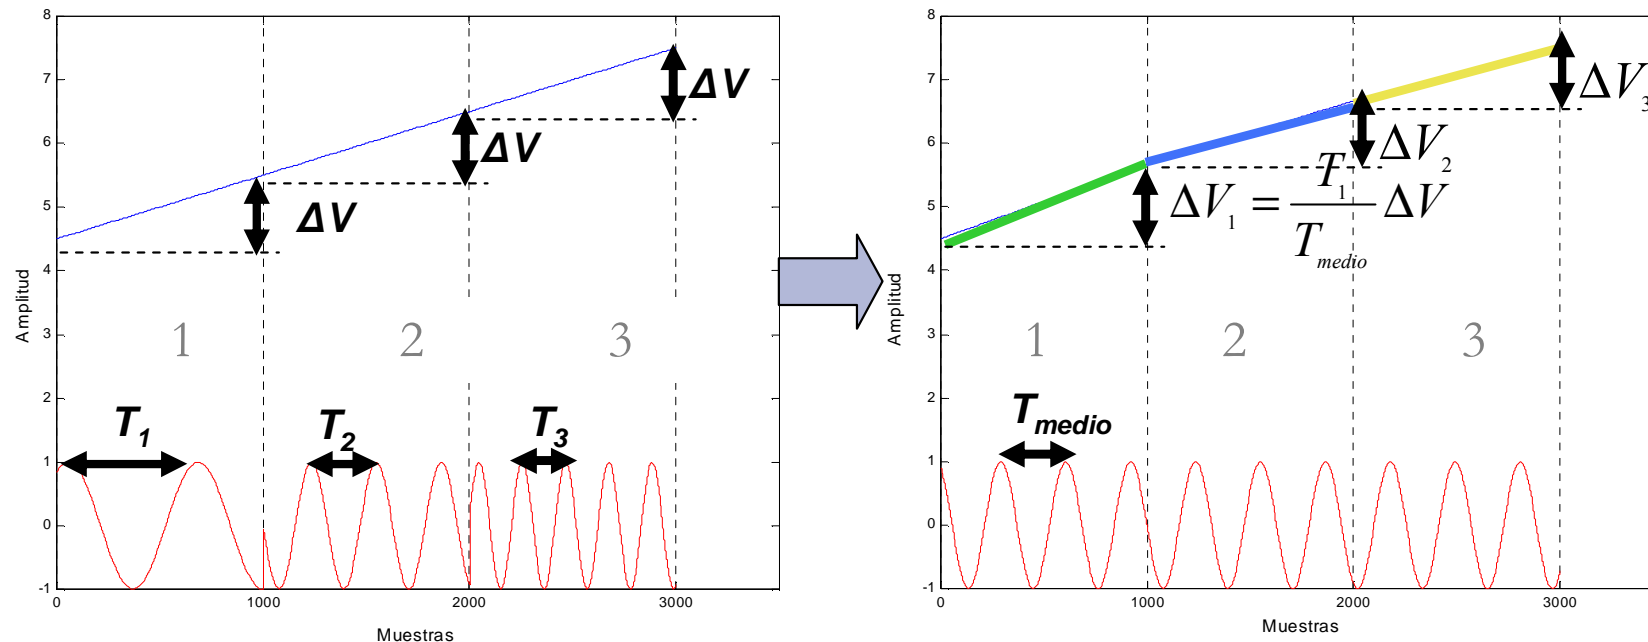 8
7
6
5
4
3
2
1
0
-1
Amplitud
ΔV
ΔV
ΔV
1
2
3
T1
T2
T3
0
1000
2000
3000
Muestras
8
7
6
5
4
3
2
1
0
-1
Amplitud
ΔV3
ΔV2
ΔV1 = T1 / Tmedio ΔV
1
2
3
Tmedio
0
1000
2000
3000
Muestras